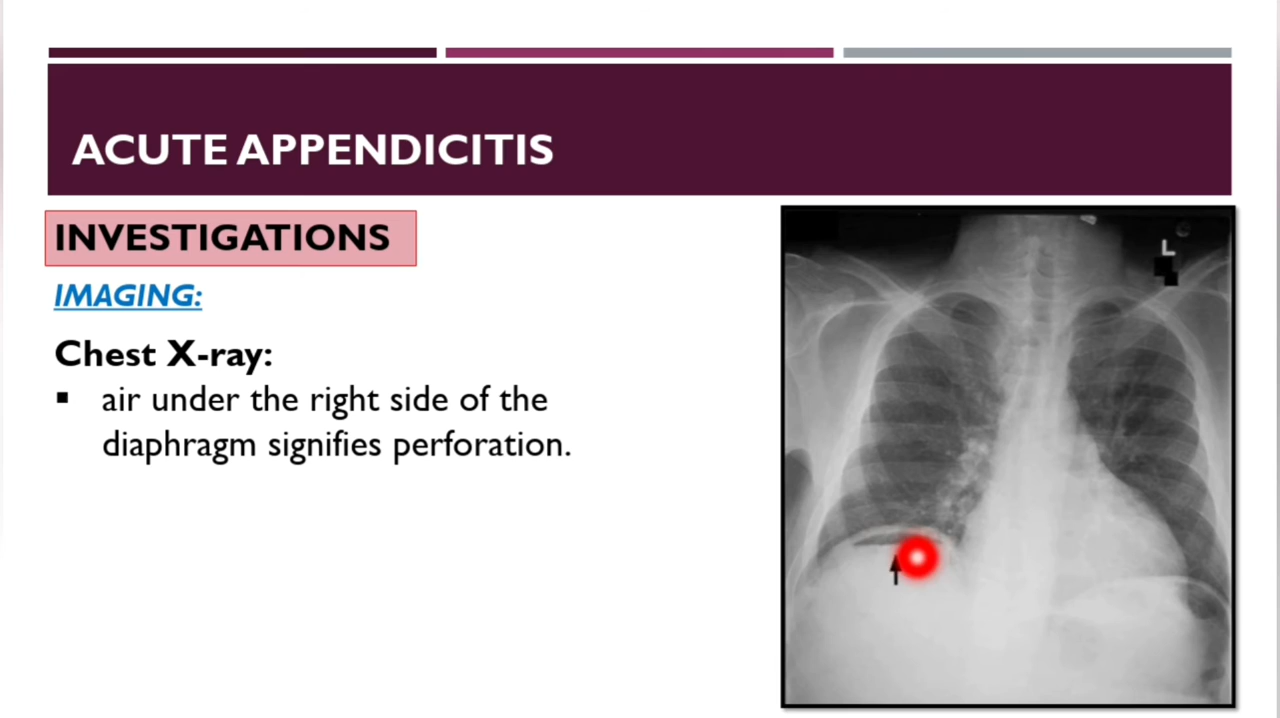 ACUTE APPENDICITIS
INVESTIGATIONS
IMAGING:
Chest X-ray:
▪ air under the right side of the
diaphragm signifies perforation.
L